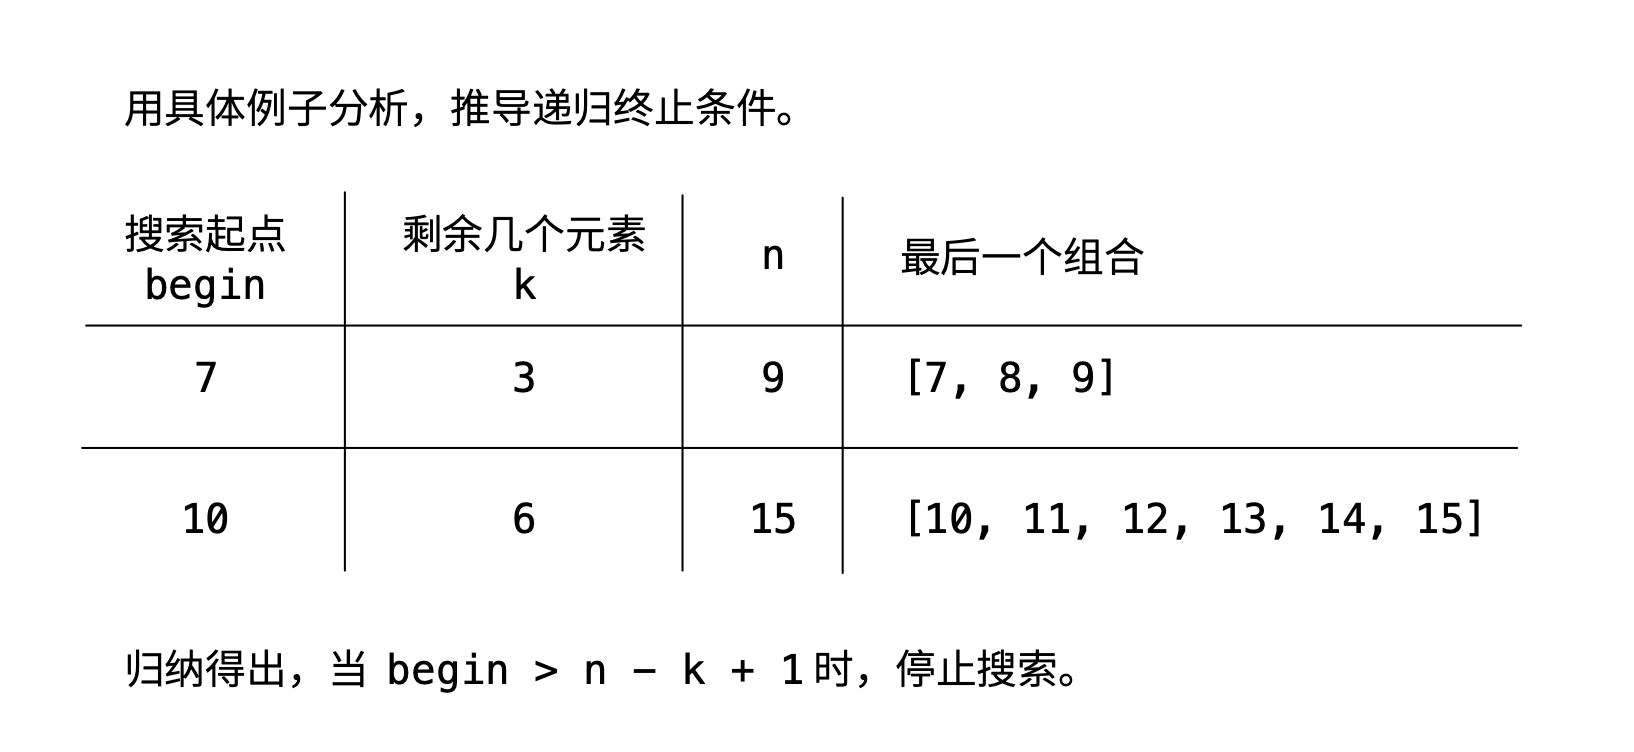 用具体例子分析，推导递归终止条件。
搜索起点 begin 剩余几个元素 k n 最后一个组合
7 3 9 [7, 8, 9]
10 6 15 [10, 11, 12, 13, 14, 15]
归纳得出，当 begin > n − k + 1 时，停止搜索。